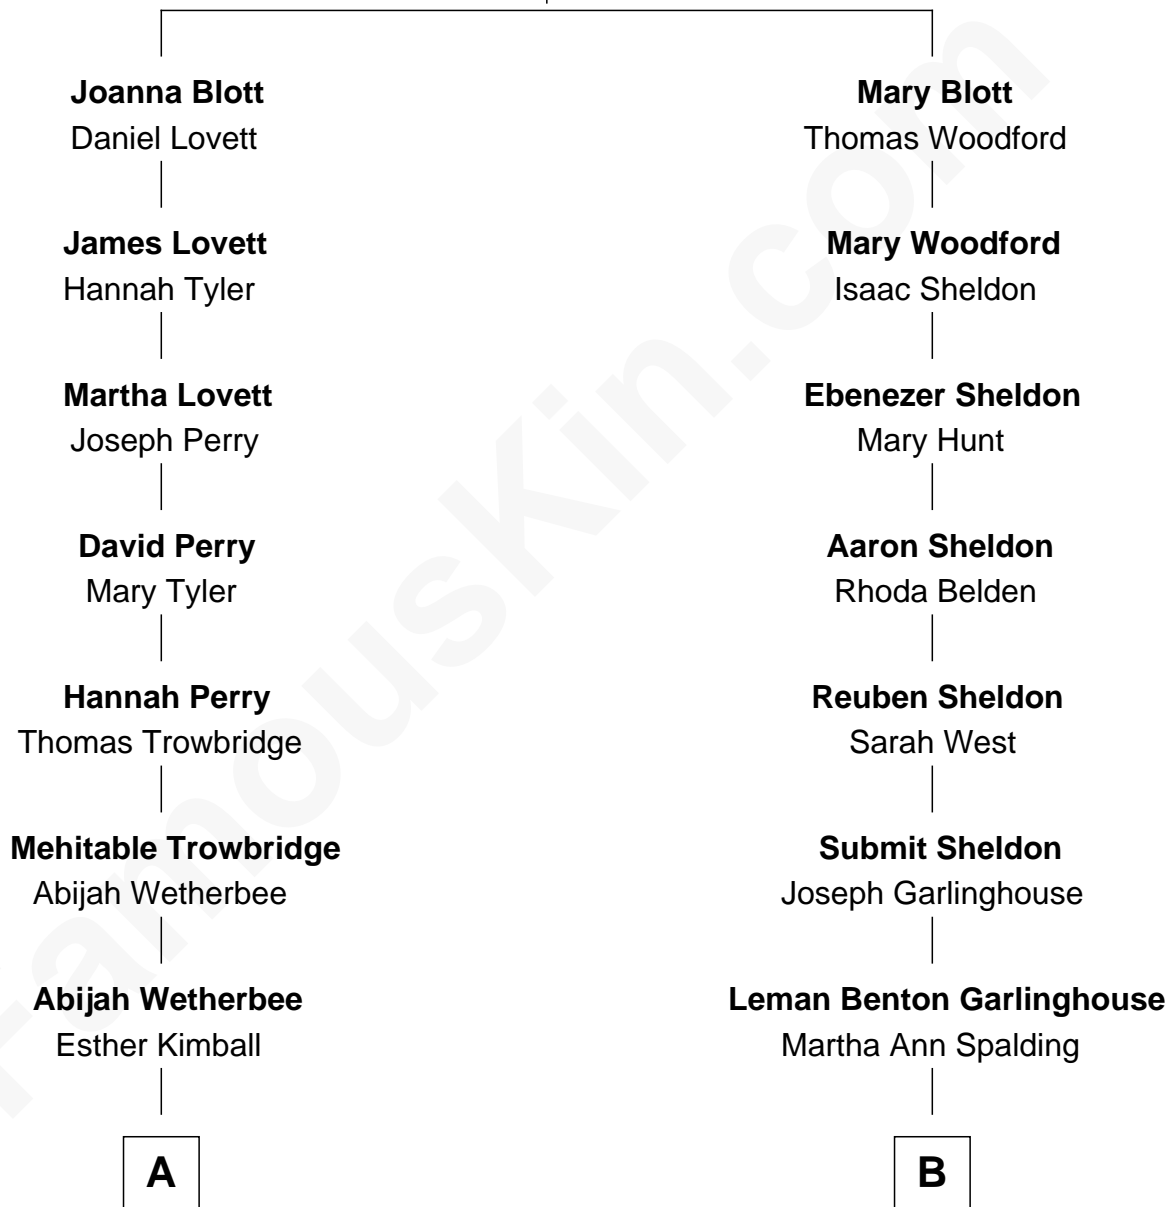 Joanna Blott
Daniel Lovett
James Lovett
Hannah Tyler
Martha Lovett
Joseph Perry
David Perry
Mary Tyler
Hannah Perry
Thomas Trowbridge
Mehitable Trowbridge
Abijah Wetherbee
Abijah Wetherbee
Esther Kimball
A
Mary Blott
Thomas Woodford
Mary Woodford
Isaac Sheldon
Ebenezer Sheldon
Mary Hunt
Aaron Sheldon
Rhoda Belden
Reuben Sheldon
Sarah West
Submit Sheldon
Joseph Garlinghouse
Leman Benton Garlinghouse
Martha Ann Spalding
B
FamousKin.com